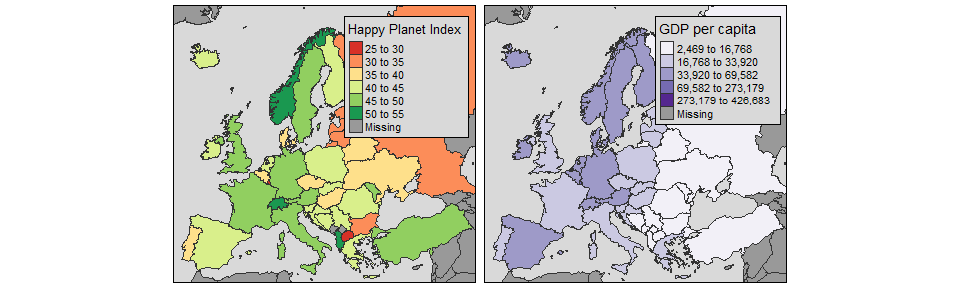 Happy Planet Index
25 to 30
30 to 35
35 to 40
40 to 45
45 to 50
50 to 55
Missing
GDP per capita
2,469 to 16,768
16,768 to 33,920
33,920 to 69,582
69,582 to 273,179
273,179 to 426,683
Missing